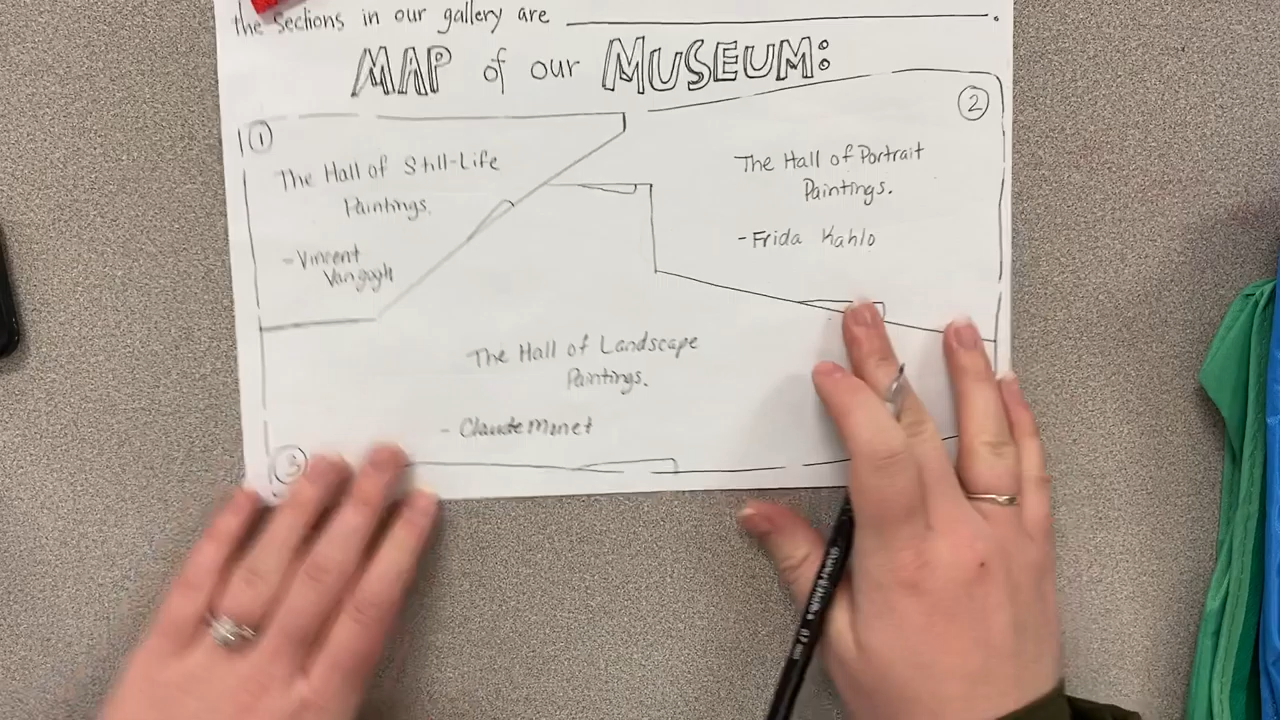 the sections in our gallery are ______.
MAP of our MUSEUM:
1
The Hall of Still-Life
Paintings.
-Vincent
Vangogh
2
The Hall of Portrait
Paintings.
-Frida Kahlo
The Hall of Landscape
Paintings.
- Claude Monet
3